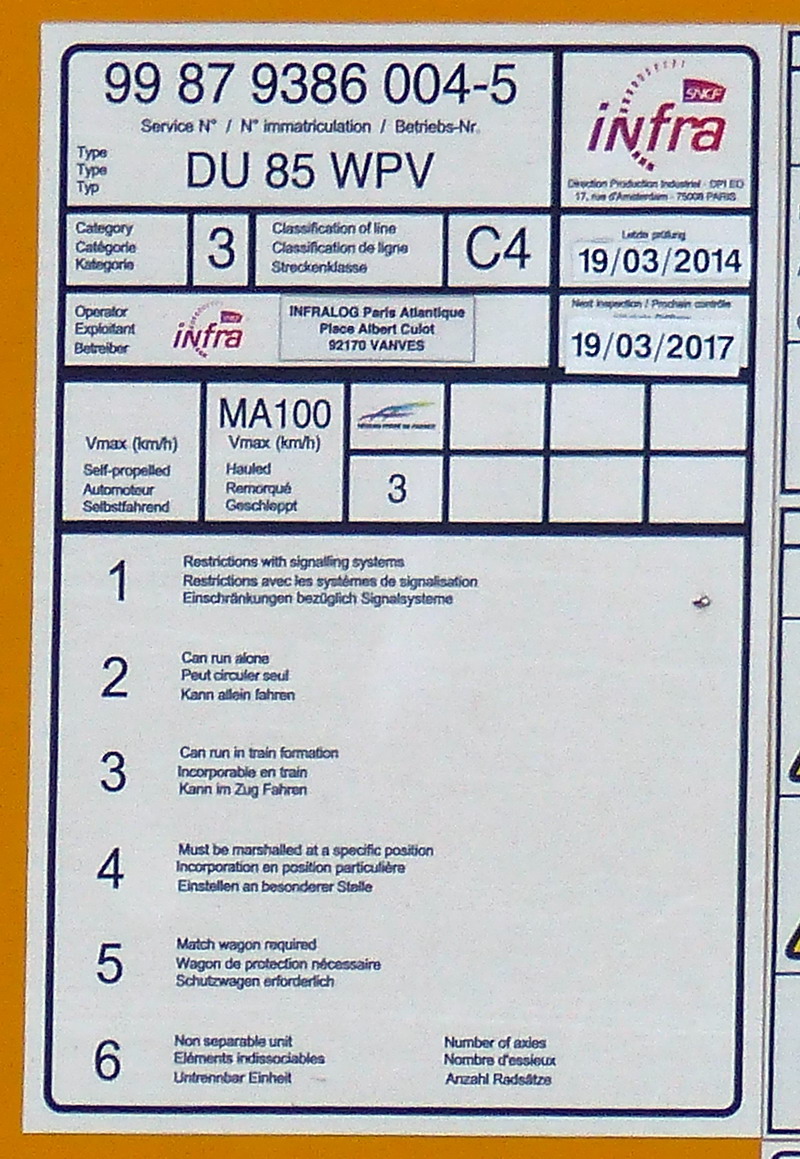 99 87 9386 004-5
Service N° / N° immatriculation / Betriebs-Nr.
Type
Type
Typ
DU 85 WPV
SNCF
infra
Direction Production Industriel - DPI EO
17, rue d'Amsterdam - 75008 PARIS
Category
Catégorie
Kategorie
3
Classification of line
Classification de ligne
Streckenklasse
C4
Letzte prüfung
19/03/2014
Operator
Exploitant
Betreiber
SNCF
infra
INFRALOG Paris Atlantique
Place Albert Culot
92170 VANVES
Next inspection / Prochain contrôle
19/03/2017
Vmax (km/h)
Self-propelled
Automoteur
Selbstfahrend
MA100
Vmax (km/h)
Hauled
Remorqué
Geschleppt
RÉSEAU FERRÉ DE FRANCE
3
1
Restrictions with signalling systems
Restrictions avec les systémes de signalisation
Einschränkungen bezüglich Signalsysteme
2
Can run alone
Peut circuler seul
Kann allein fahren
3
Can run in train formation
Incorporable en train
Kann im Zug Fahren
4
Must be marshalled at a specific position
Incorporation en position particulière
Einstellen an besonderer Stelle
5
Match wagon required
Wagon de protection nécessaire
Schutzwagen erforderlich
6
Non separable unit
Eléments indissociables
Untrennbar Einheit
Number of axles
Nombre d'essieux
Anzahl Radsätze